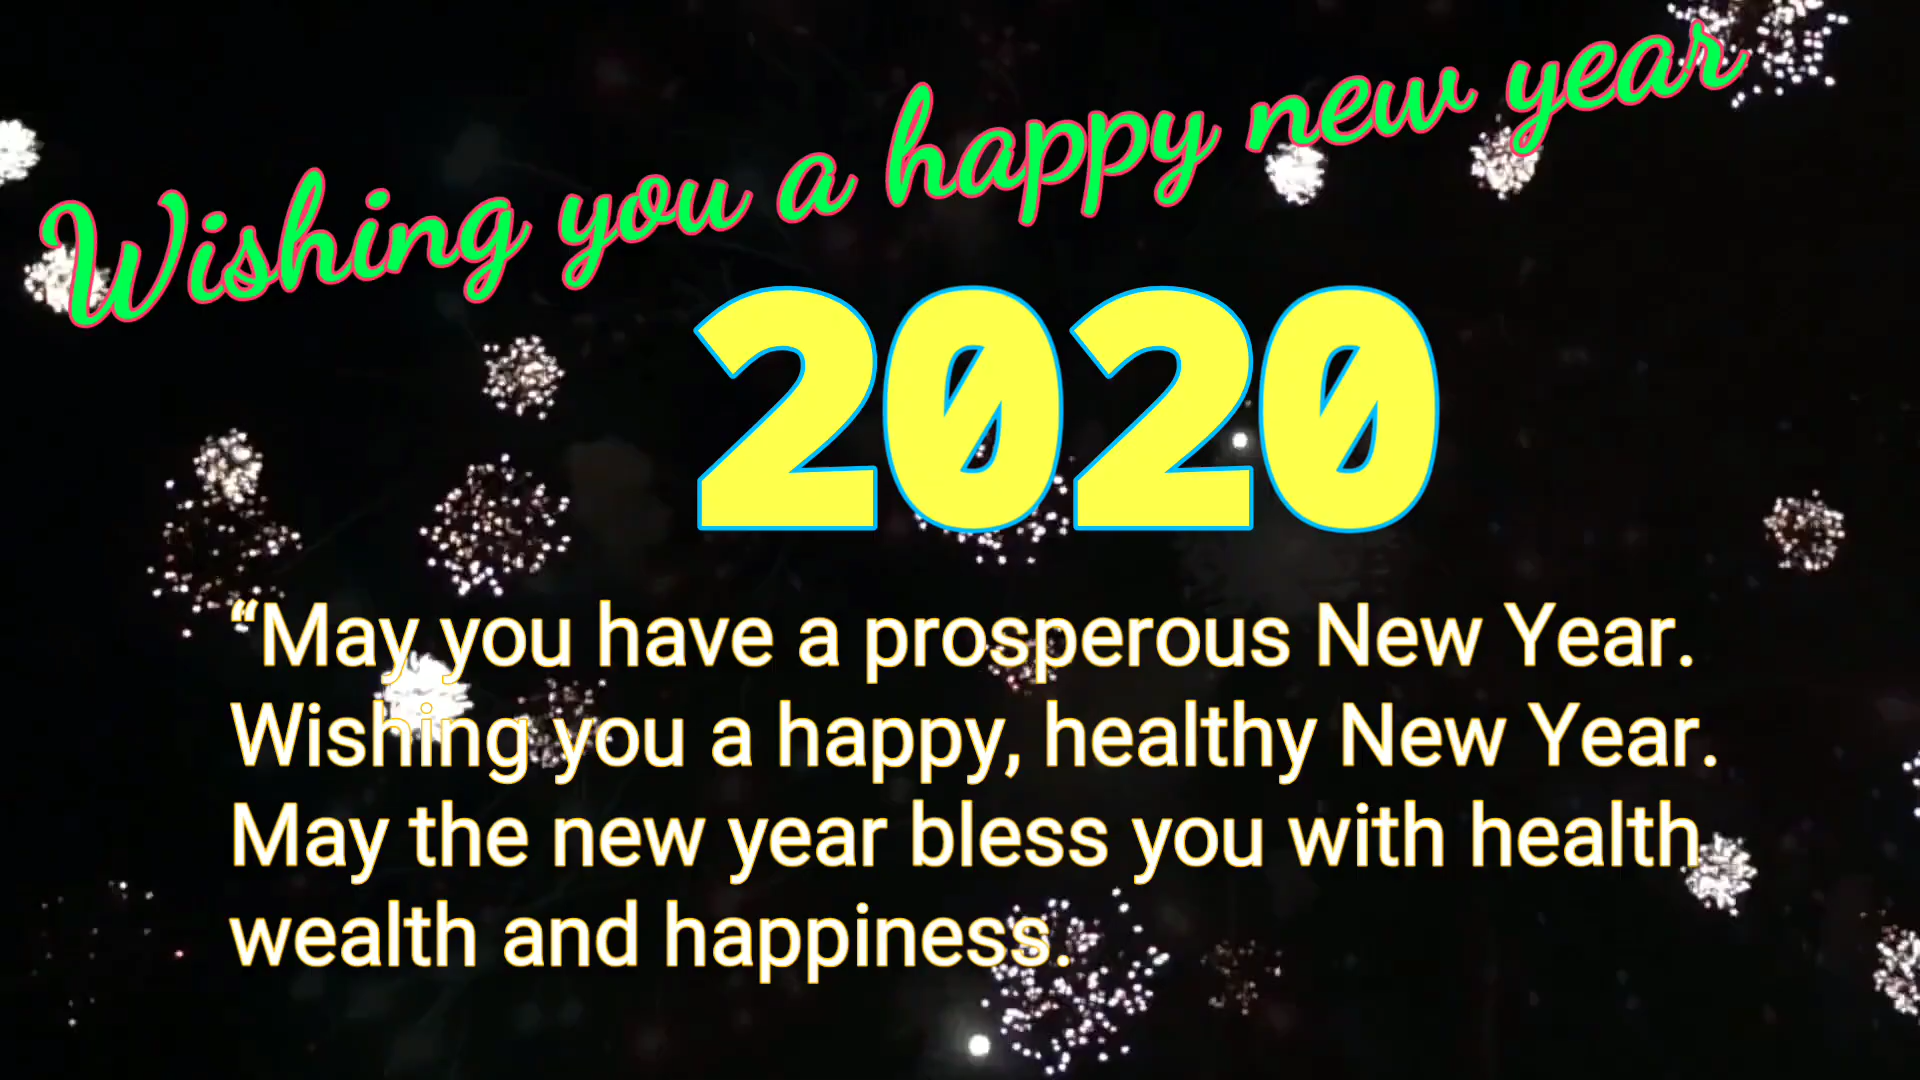 Wishing you a happy new year
2020
“May you have a prosperous New Year.
Wishing you a happy, healthy New Year.
May the new year bless you with health
wealth and happiness.